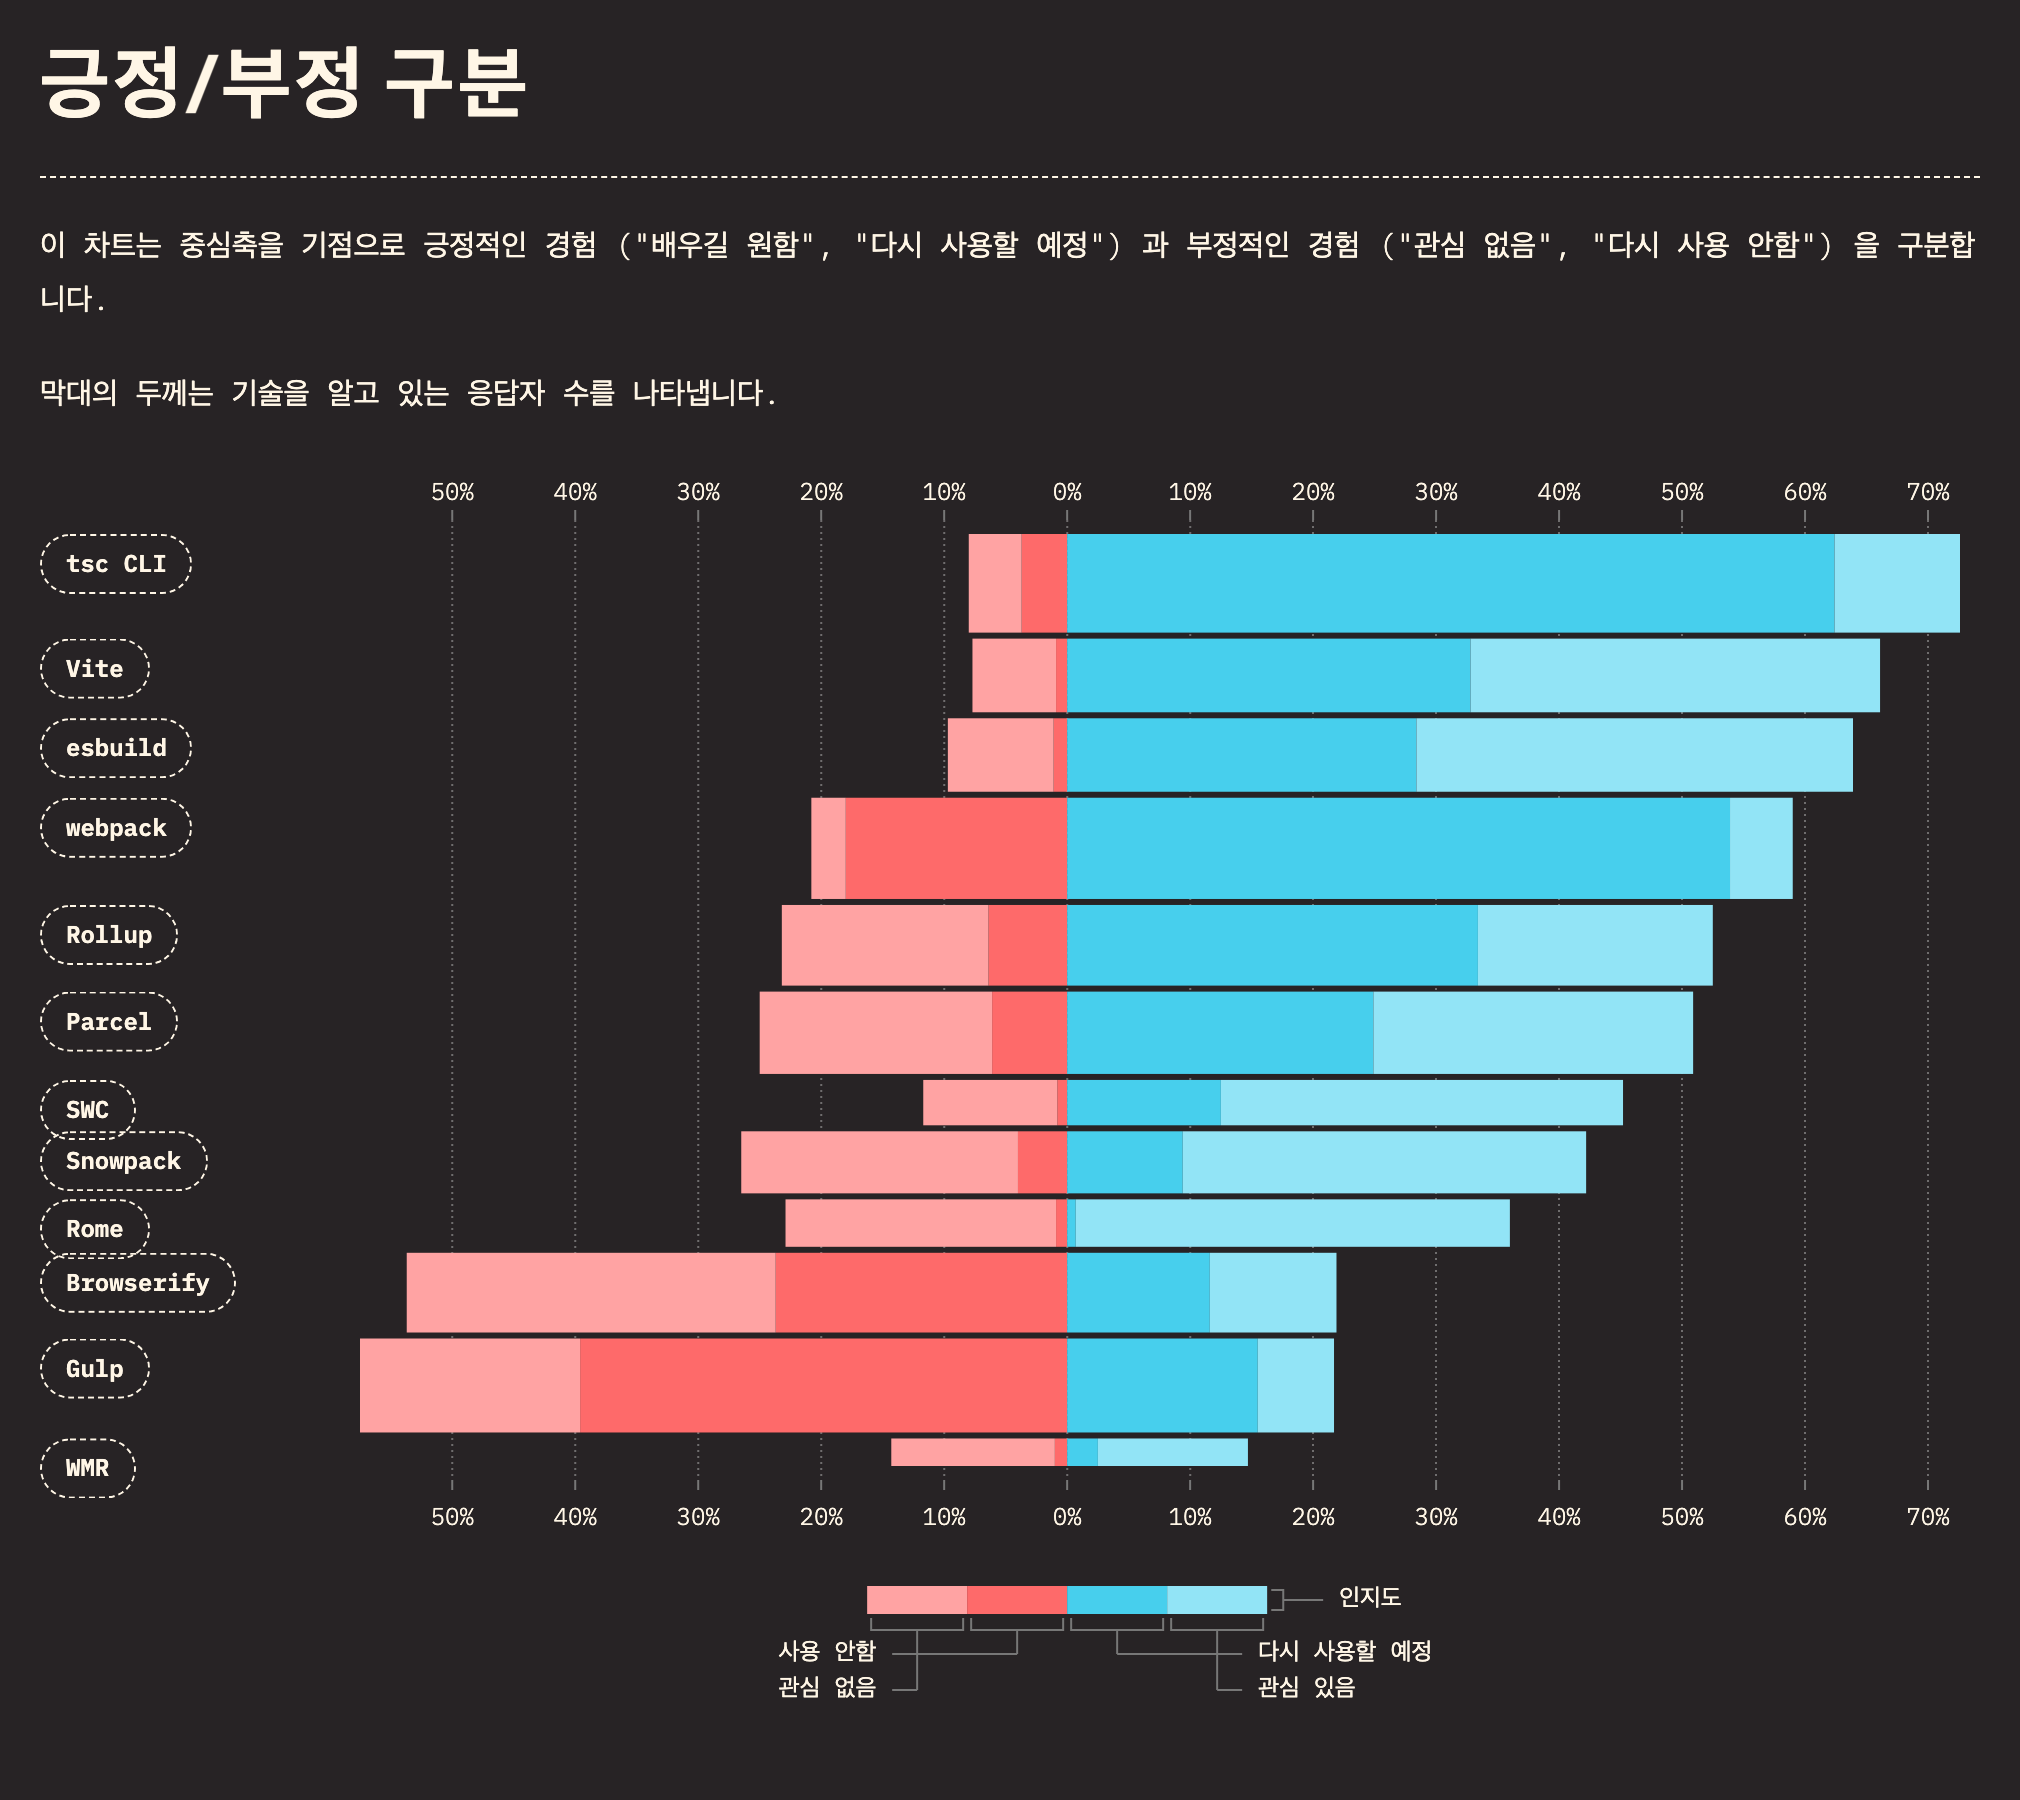 긍정/부정 구분
이 차트는 중심축을 기점으로 긍정적인 경험 ("배우길 원함", "다시 사용할 예정") 과 부정적인 경험 ("관심 없음", "다시 사용 안함") 을 구분합
니다.
막대의 두께는 기술을 알고 있는 응답자 수를 나타냅니다.
50% 40% 30% 20% 10% 0% 10% 20% 30% 40% 50% 60% 70%
tsc CLI
Vite
esbuild
webpack
Rollup
Parcel
SWC
Snowpack
Rome
Browserify
Gulp
WMR
50% 40% 30% 20% 10% 0% 10% 20% 30% 40% 50% 60% 70%
인지도
사용 안함 다시 사용할 예정
관심 없음 관심 있음